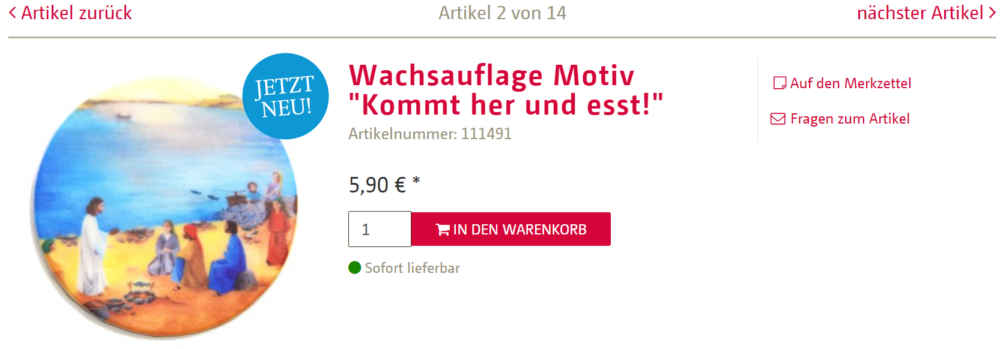 Artikel zurück
Artikel 2 von 14
nächster Artikel
JETZT
NEU!
Wachsauflage Motiv
"Kommt her und esst!"
Artikelnummer: 111491
5,90 € *
1
IN DEN WARENKORB
Sofort lieferbar
Auf den Merkzettel
Fragen zum Artikel